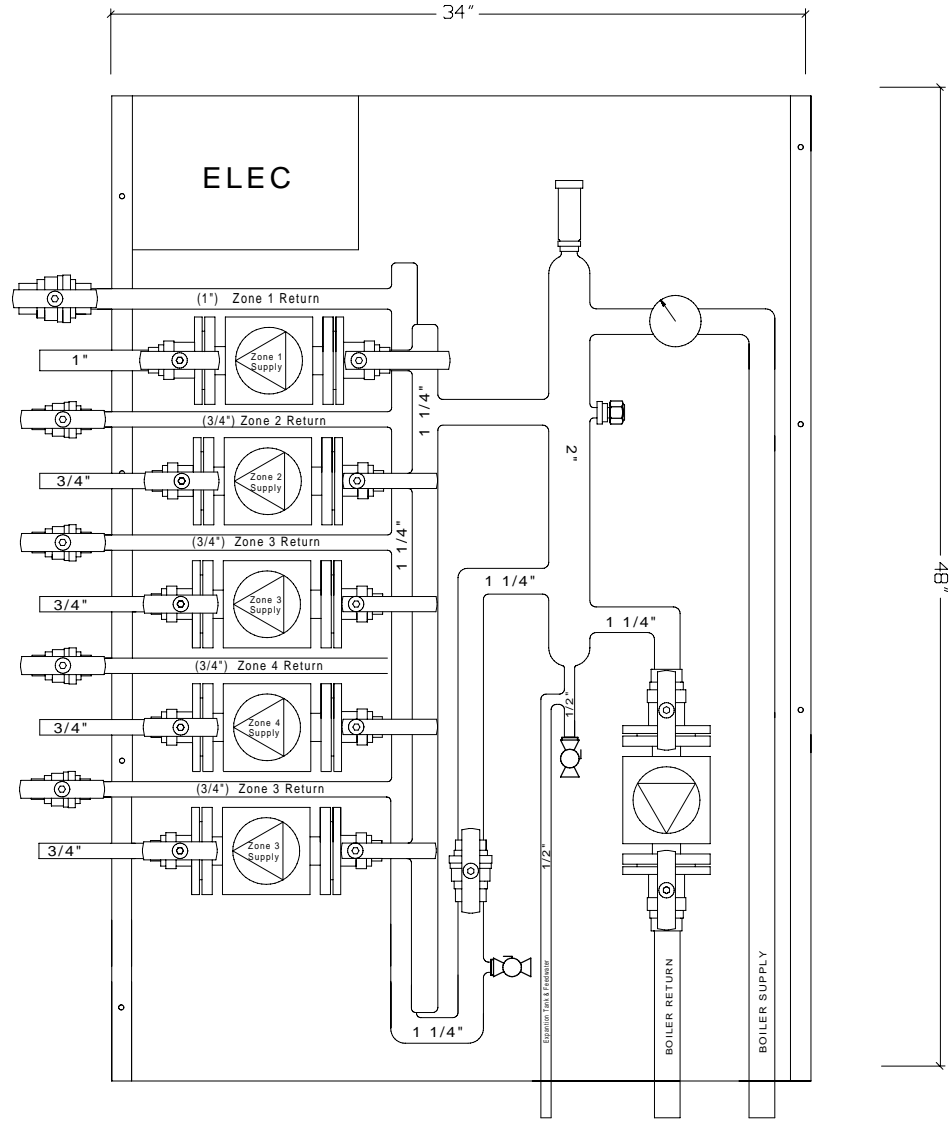 34"
ELEC
(1") Zone 1 Return
1"
Zone 1
Supply
1 1/4"
(3/4") Zone 2 Return
2"
3/4"
Zone 2
Supply
(3/4") Zone 3 Return
1 1/4"
1 1/4"
48"
3/4"
Zone 3
Supply
1 1/4"
(3/4") Zone 4 Return
1/2"
3/4"
Zone 4
Supply
(3/4") Zone 3 Return
3/4"
Zone 3
Supply
1/2"
Expantion Tank & Feedwater
BOILER RETURN
BOILER SUPPLY
1 1/4"